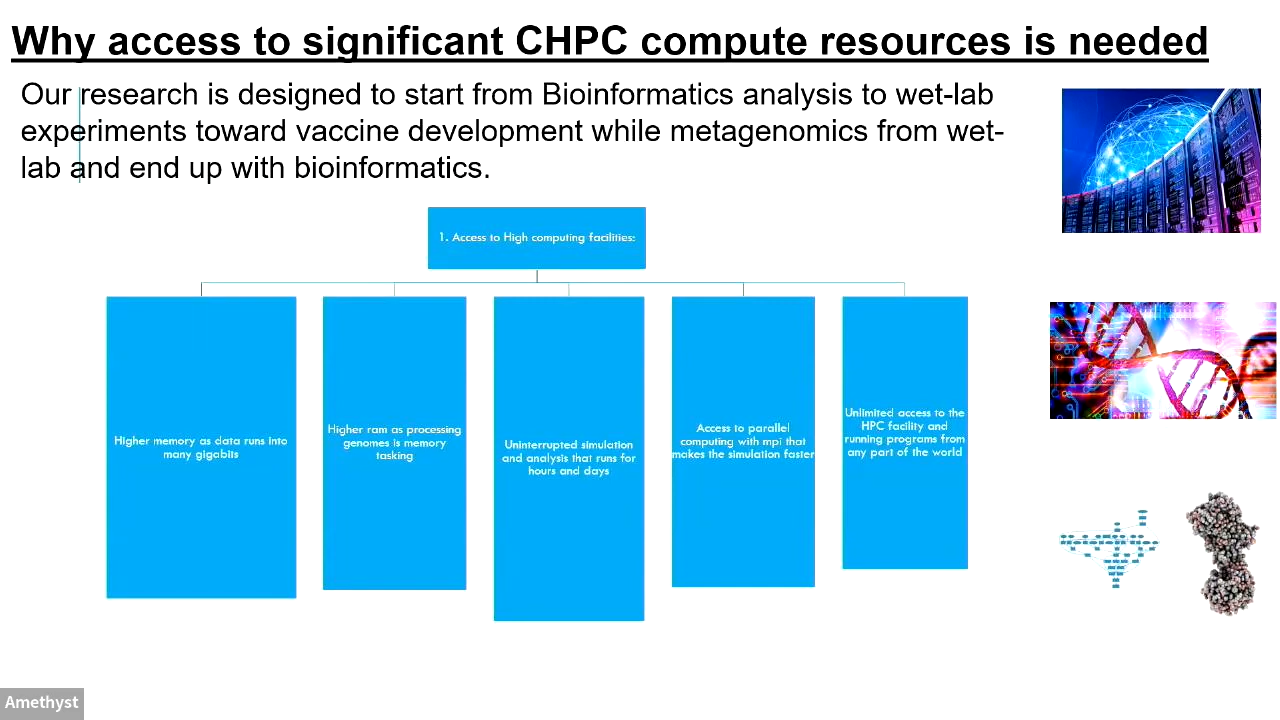 Why access to significant CHPC compute resources is needed
Our research is designed to start from Bioinformatics analysis to wet-lab
experiments toward vaccine development while metagenomics from wet-
lab and end up with bioinformatics.
1. Access to High computing facilities:
Higher memory as data runs into
many gigabits
Higher ram as processing
genomes is memory
tasking
Uninterrupted simulation
and analysis that runs for
hours and days
Access to parallel
computing with mpi that
makes the simulation faster
Unlimited access to the
HPC facility and
running programs from
any part of the world
Amethyst